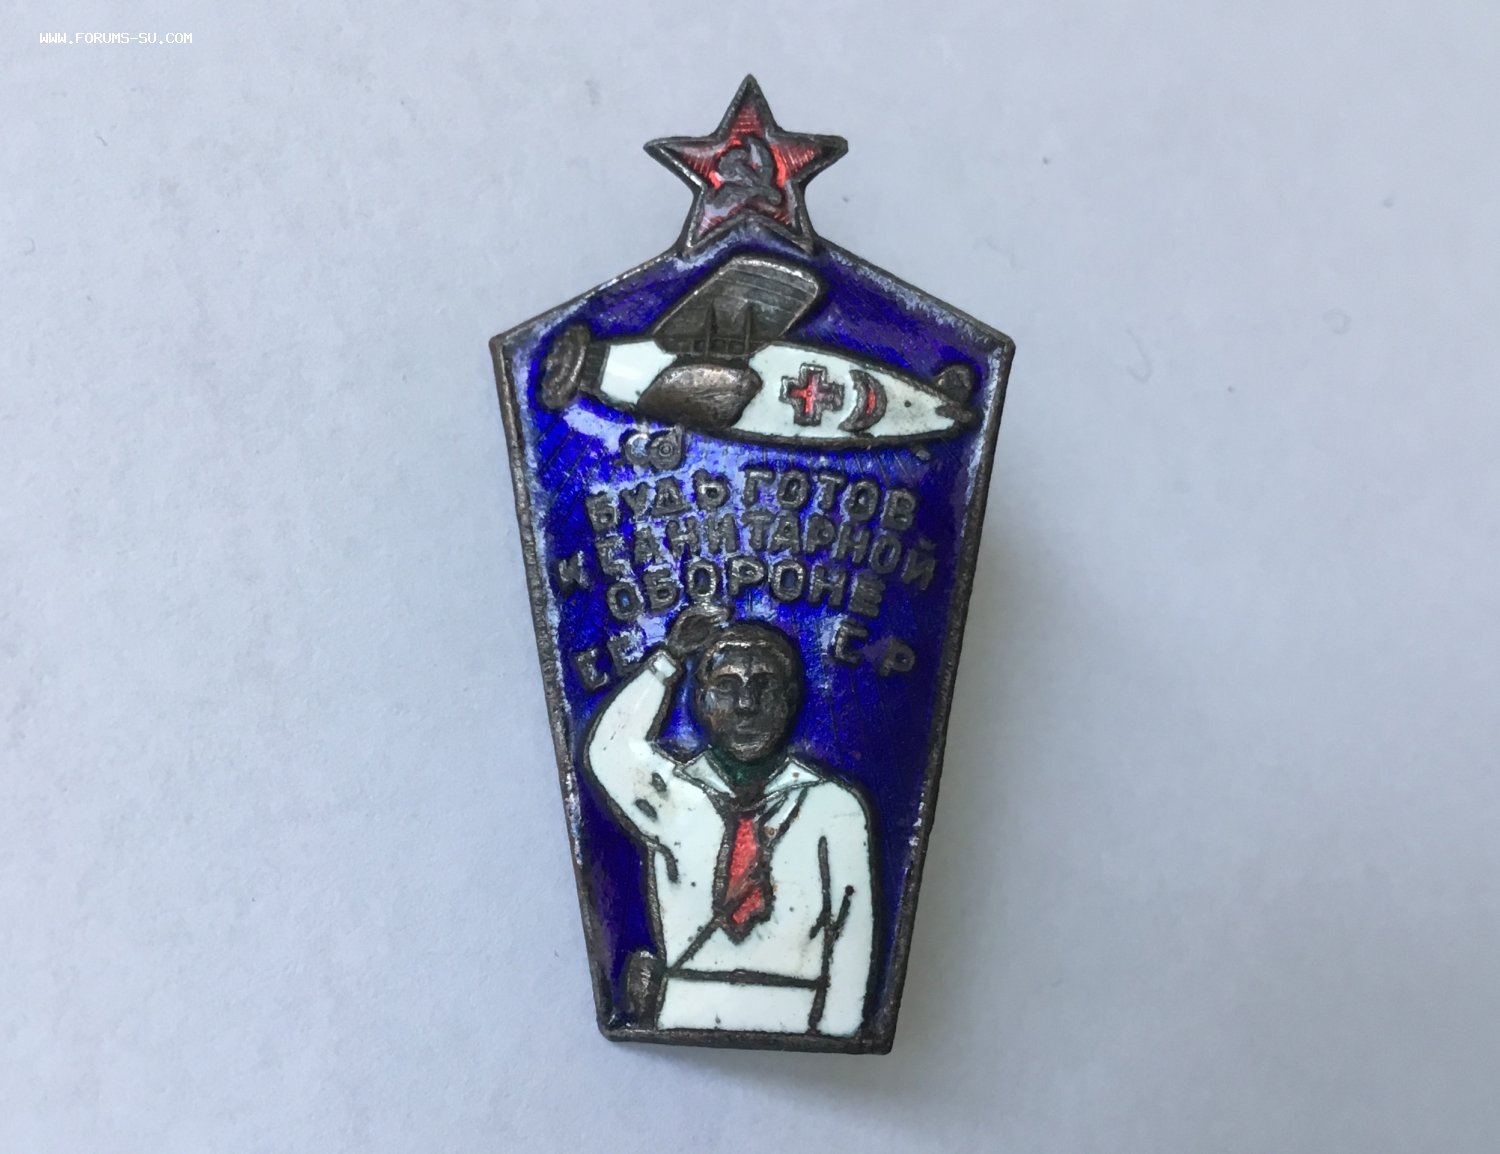 WWW.FORUMS-SU.COM
БУДЬ ГОТОВ
К САНИТАРНОЙ
ОБОРОНЕ
СССР